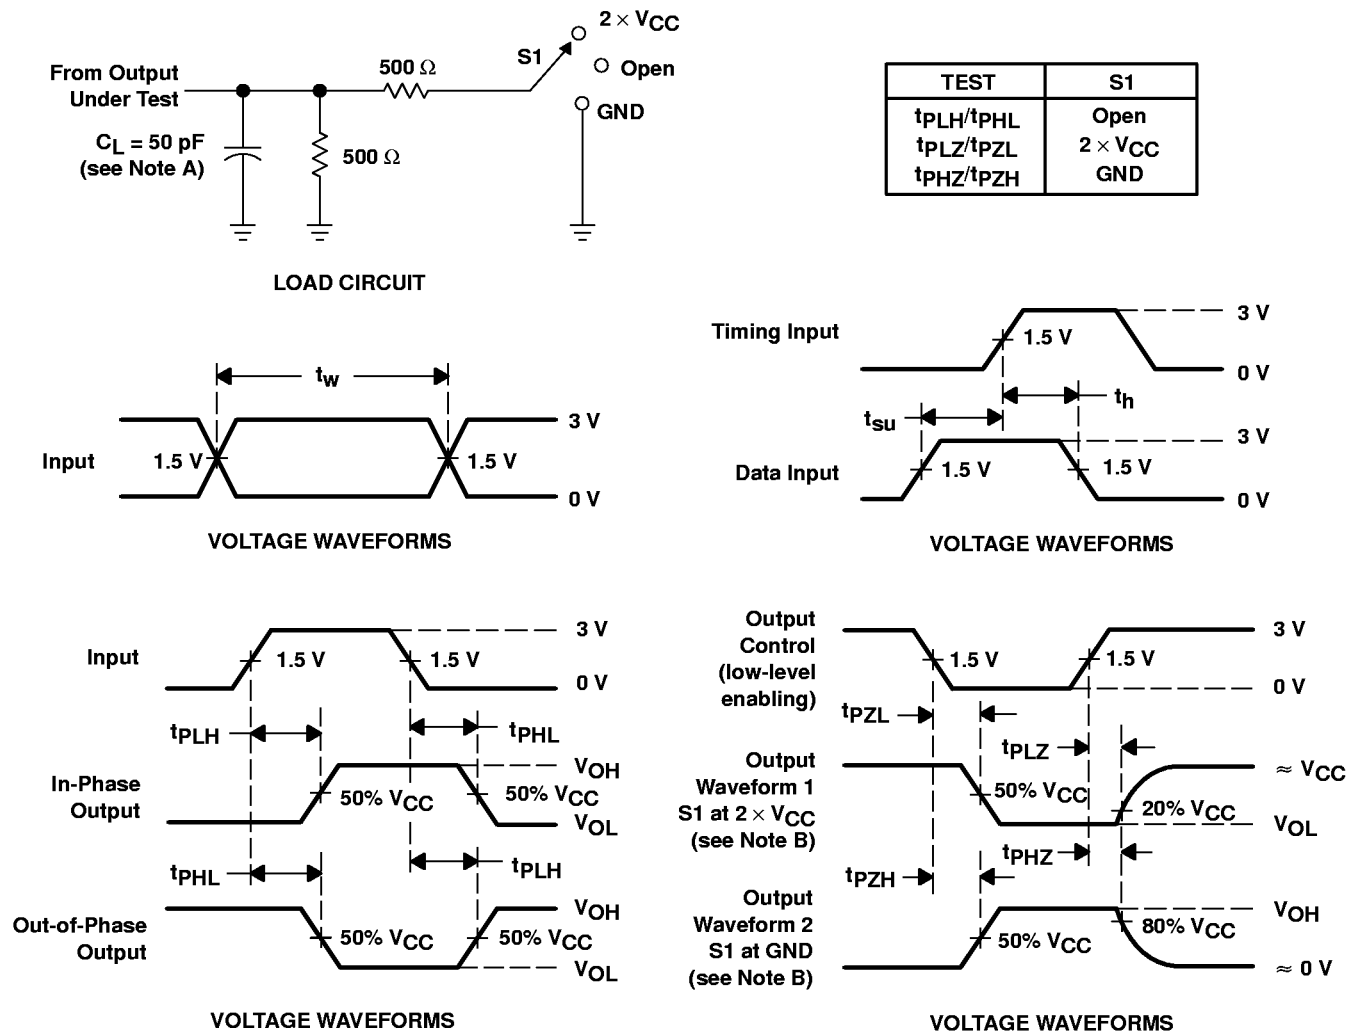 2 × VCC
S1
Open
GND
500 Ω
From Output
Under Test
CL = 50 pF
(see Note A)
500 Ω
LOAD CIRCUIT
TEST S1
tPLH/tPHL Open
tPLZ/tPZL 2 × VCC
tPHZ/tPZH GND
tw
3 V
Input 1.5 V 1.5 V
0 V
VOLTAGE WAVEFORMS
Timing Input 1.5 V 3 V
0 V
th
tsu
3 V
Data Input 1.5 V 1.5 V
0 V
VOLTAGE WAVEFORMS
3 V
Input 1.5 V 1.5 V
0 V
tPLH tPHL
VOH
In-Phase
Output
50% VCC 50% VCC
VOL
tPHL tPLH
VOH
Out-of-Phase
Output
50% VCC 50% VCC
VOL
VOLTAGE WAVEFORMS
Output
Control
(low-level
enabling)
3 V
1.5 V 1.5 V
0 V
tPZL
tPLZ
Output
Waveform 1
S1 at 2 × VCC
(see Note B)
≈ VCC
50% VCC 20% VCC
VOL
tPHZ
tPZH
Output
Waveform 2
S1 at GND
(see Note B)
VOH
50% VCC 80% VCC
≈ 0 V
VOLTAGE WAVEFORMS